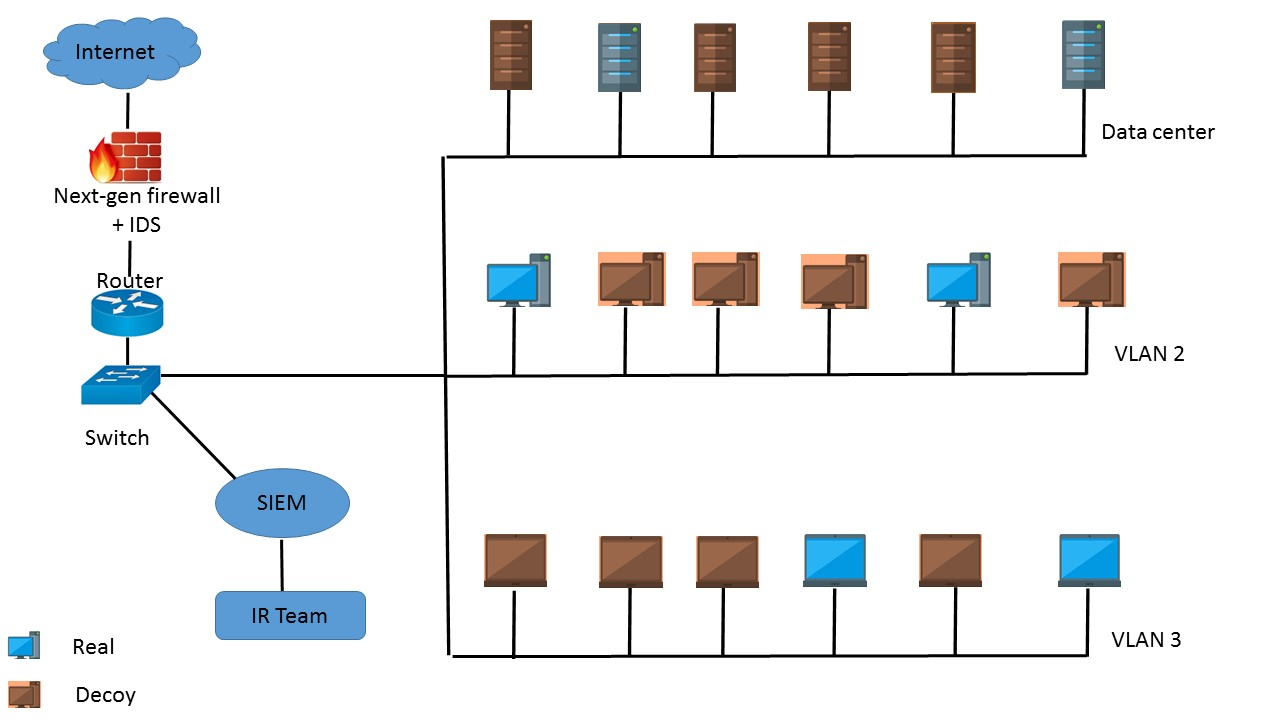 Internet
Next-gen firewall
+ IDS
Router
Switch
SIEM
IR Team
Real
Decoy
Data center
VLAN 2
VLAN 3